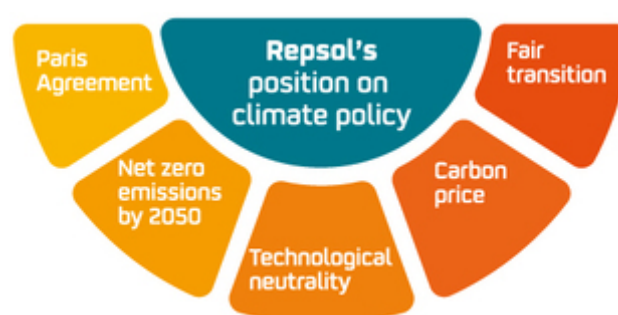 Repsol's
position on
climate policy
Paris
Agreement
Net zero
emissions
by 2050
Technological
neutrality
Carbon
price
Fair
transition